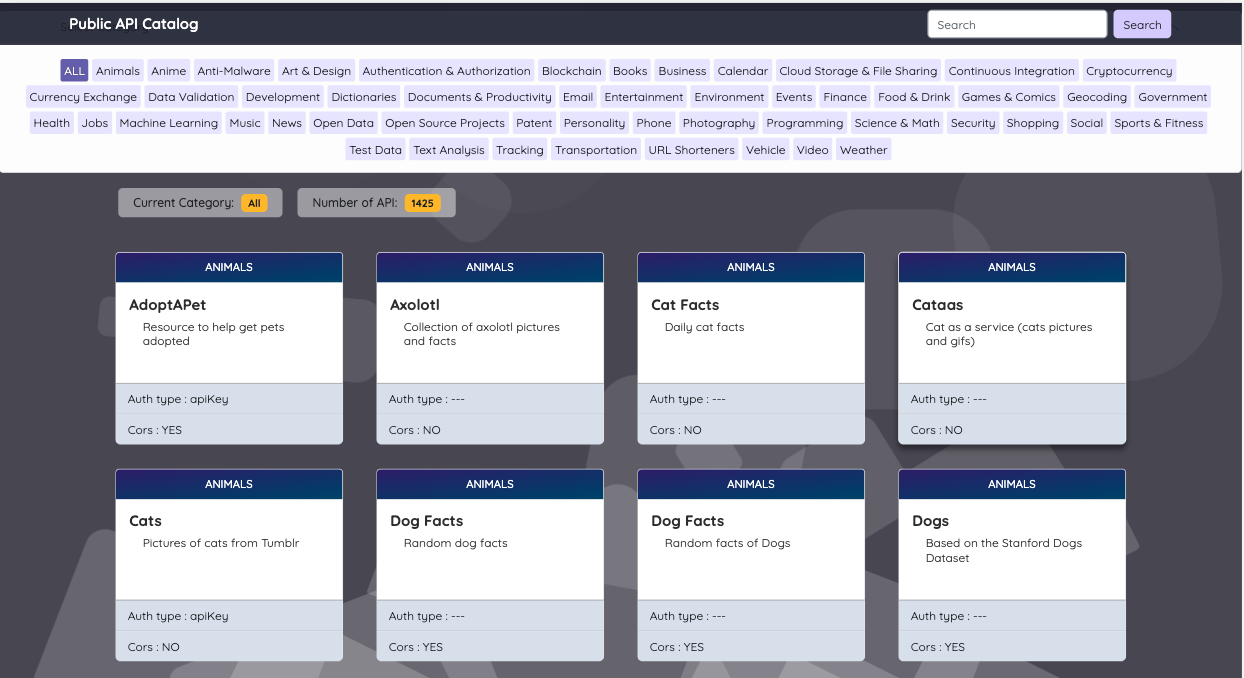 Public API Catalog
Search Search
ALL Animals Anime Anti-Malware Art & Design Authentication & Authorization Blockchain Books Business Calendar Cloud Storage & File Sharing Continuous Integration Cryptocurrency
Currency Exchange Data Validation Development Dictionaries Documents & Productivity Email Entertainment Environment Events Finance Food & Drink Games & Comics Geocoding Government
Health Jobs Machine Learning Music News Open Data Open Source Projects Patent Personality Phone Photography Programming Science & Math Security Shopping Social Sports & Fitness
Test Data Text Analysis Tracking Transportation URL Shorteners Vehicle Video Weather
Current Category: All
Number of API: 1425
ANIMALS
AdoptAPet
Resource to help get pets
adopted
Auth type : apiKey
Cors : YES
ANIMALS
Axolotl
Collection of axolotl pictures
and facts
Auth type : ---
Cors : NO
ANIMALS
Cat Facts
Daily cat facts
Auth type : ---
Cors : NO
ANIMALS
Cataas
Cat as a service (cats pictures
and gifs)
Auth type : ---
Cors : NO
ANIMALS
Cats
Pictures of cats from Tumblr
Auth type : apiKey
Cors : NO
ANIMALS
Dog Facts
Random dog facts
Auth type : ---
Cors : YES
ANIMALS
Dog Facts
Random facts of Dogs
Auth type : ---
Cors : YES
ANIMALS
Dogs
Based on the Stanford Dogs
Dataset
Auth type : ---
Cors : YES